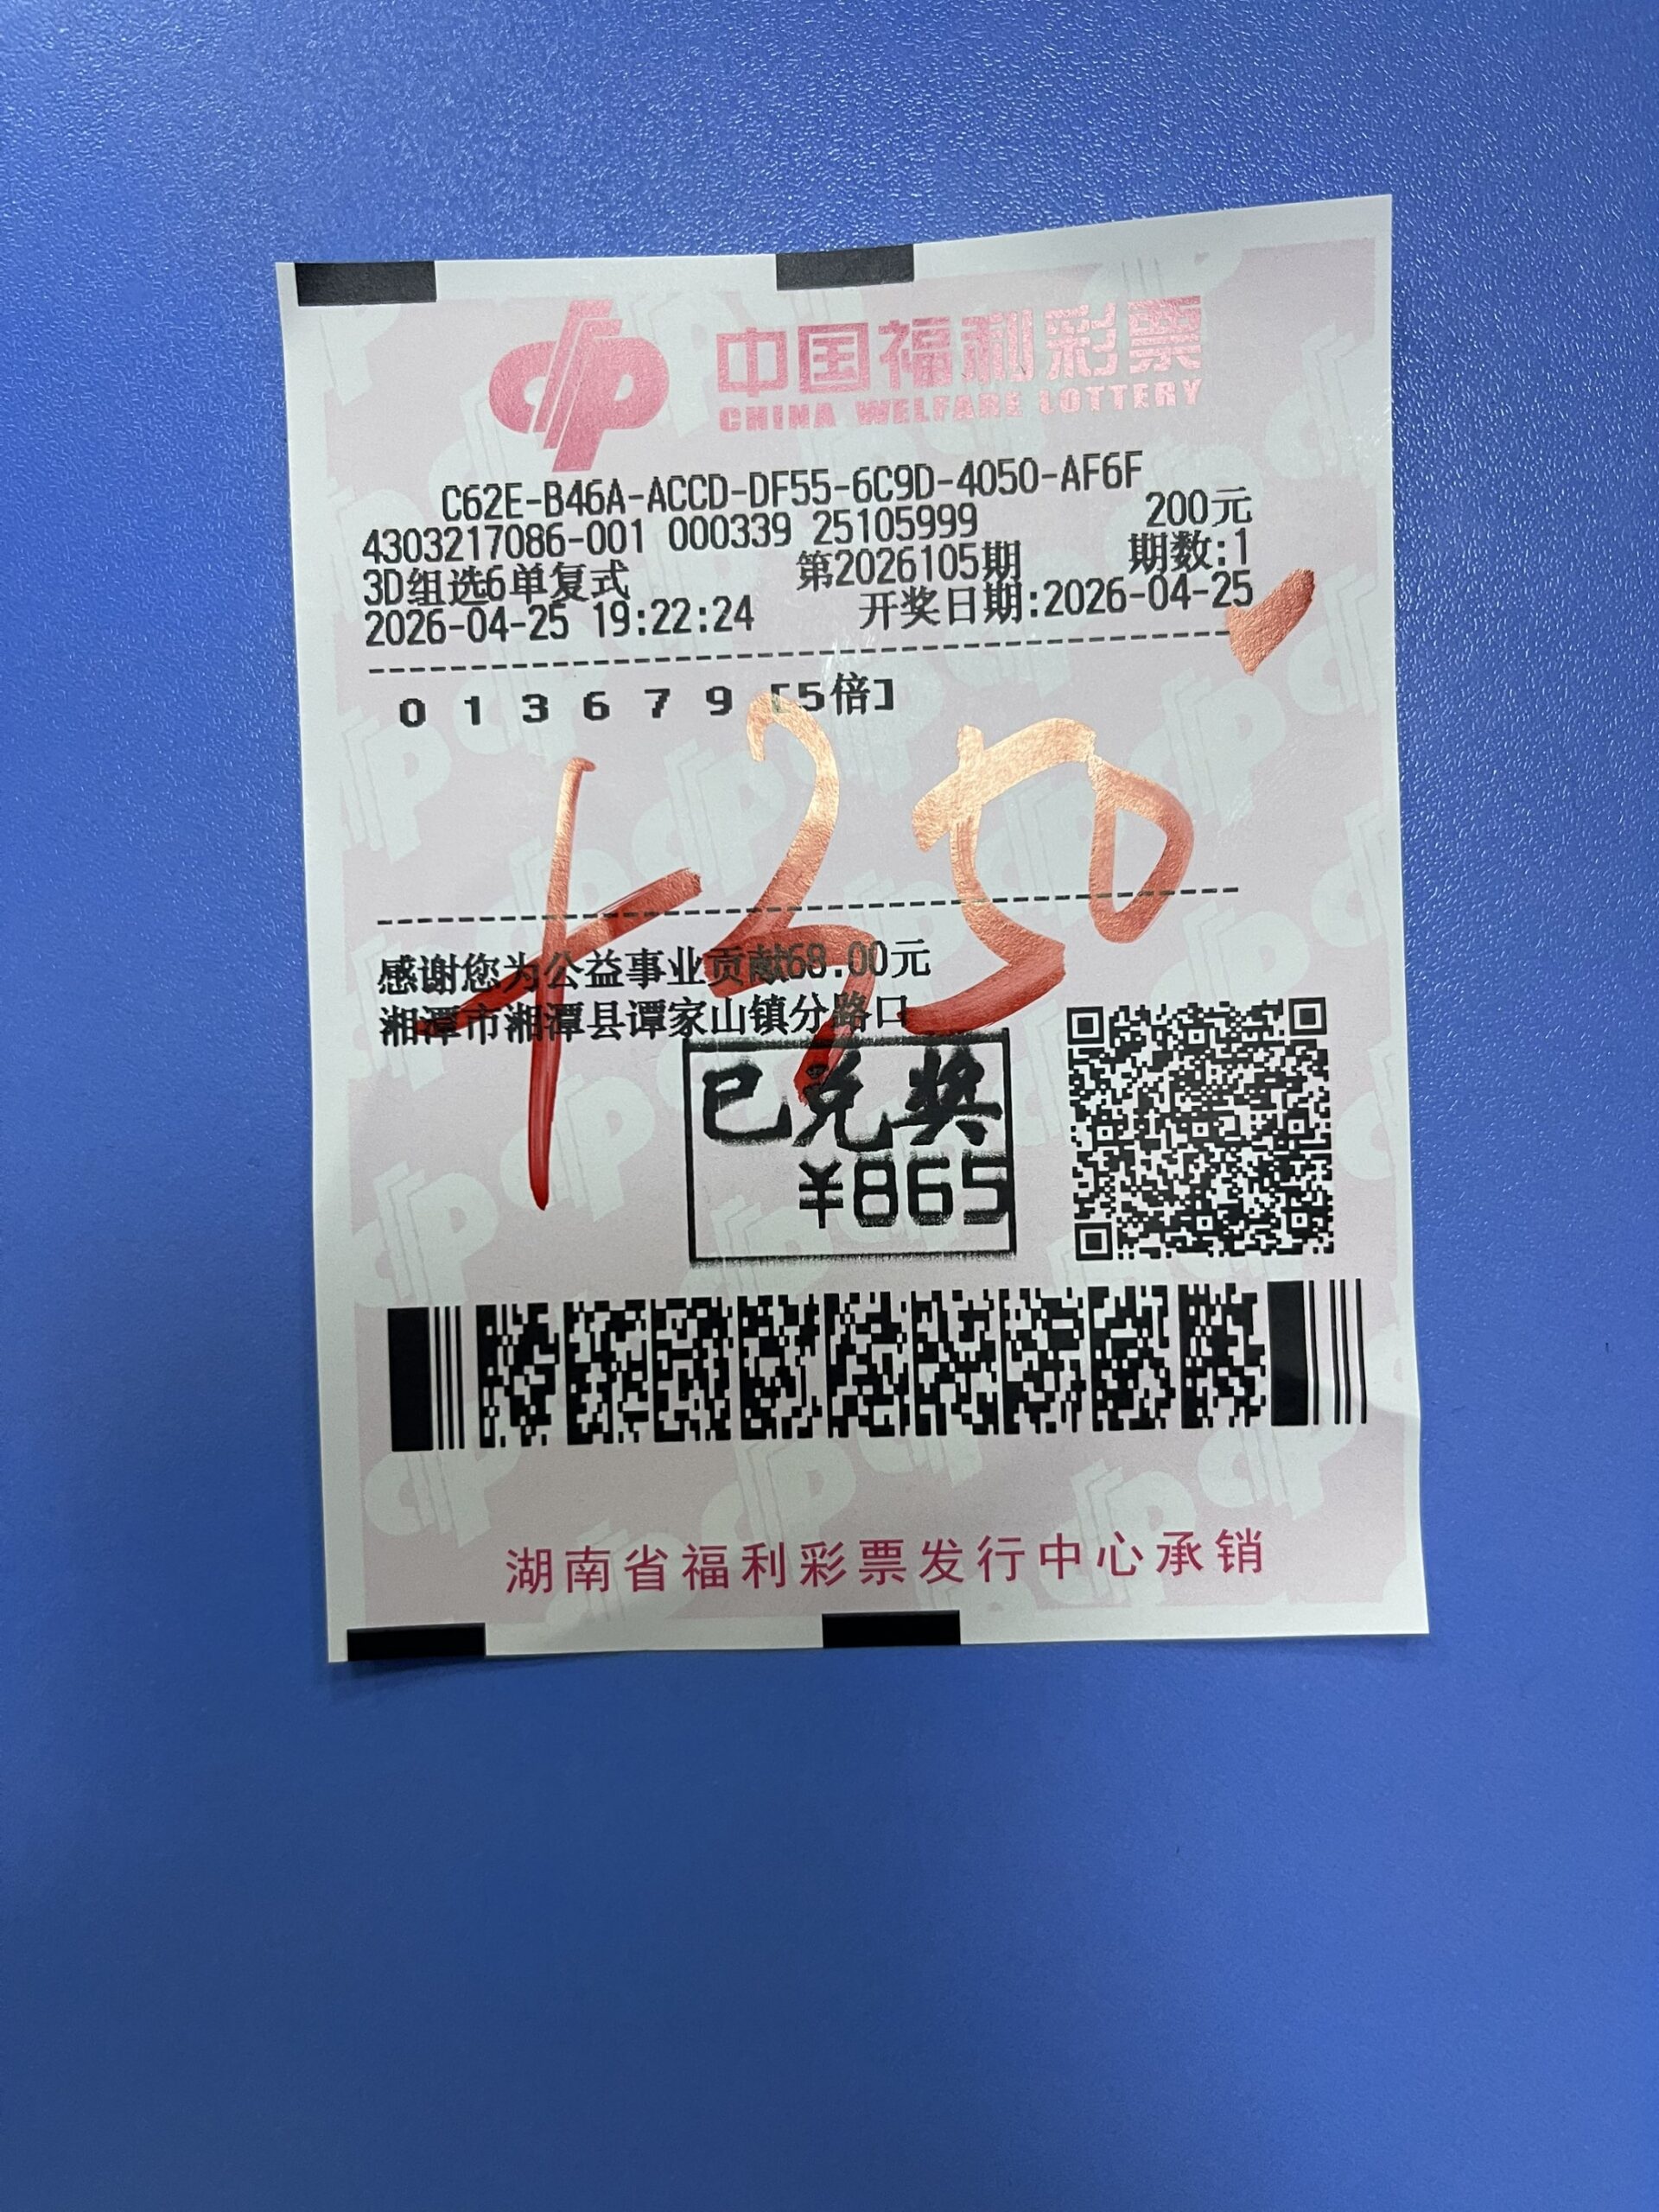 中国福利彩票
CHINA WELFARE LOTTERY
C62E-B46A-ACCD-DF55-6C9D-4050-AF6F
4303217086-001 000339 25105999 200元
3D组选6单复式 第2026105期 期数:1
2026-04-25 19:22:24 开奖日期:2026-04-25
0 1 3 6 7 9 [5倍]
感谢您为公益事业贡献68.00元
湘潭市湘潭县谭家山镇分路口
已兑奖
¥865
湖南省福利彩票发行中心承销